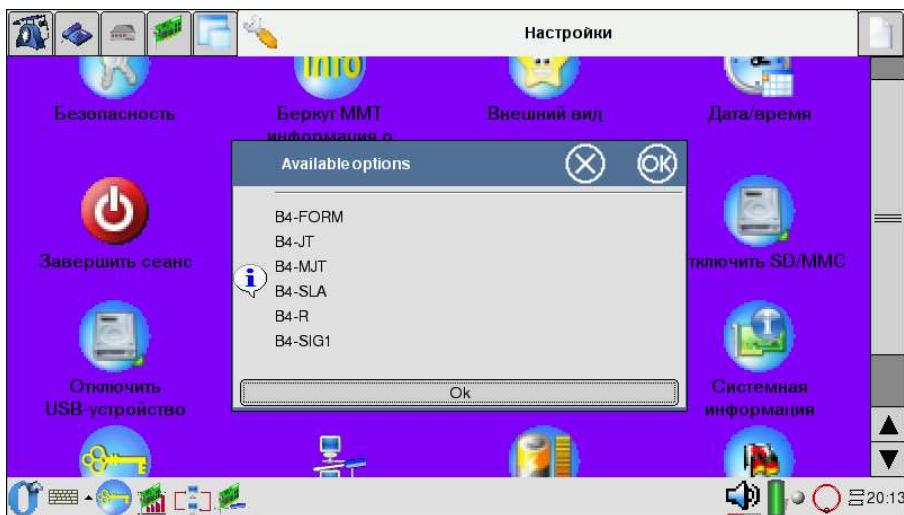 Настройки
Безопасность
Беркут ММТ
информация о
Внешний вид
Дата/время
Available options
B4-FORM
B4-JT
B4-MJT
B4-SLA
B4-R
B4-SIG1
Ok
Завершить сеанс
тключить SD/MMC
Отключить
USB-устройство
Системная
информация
20:13